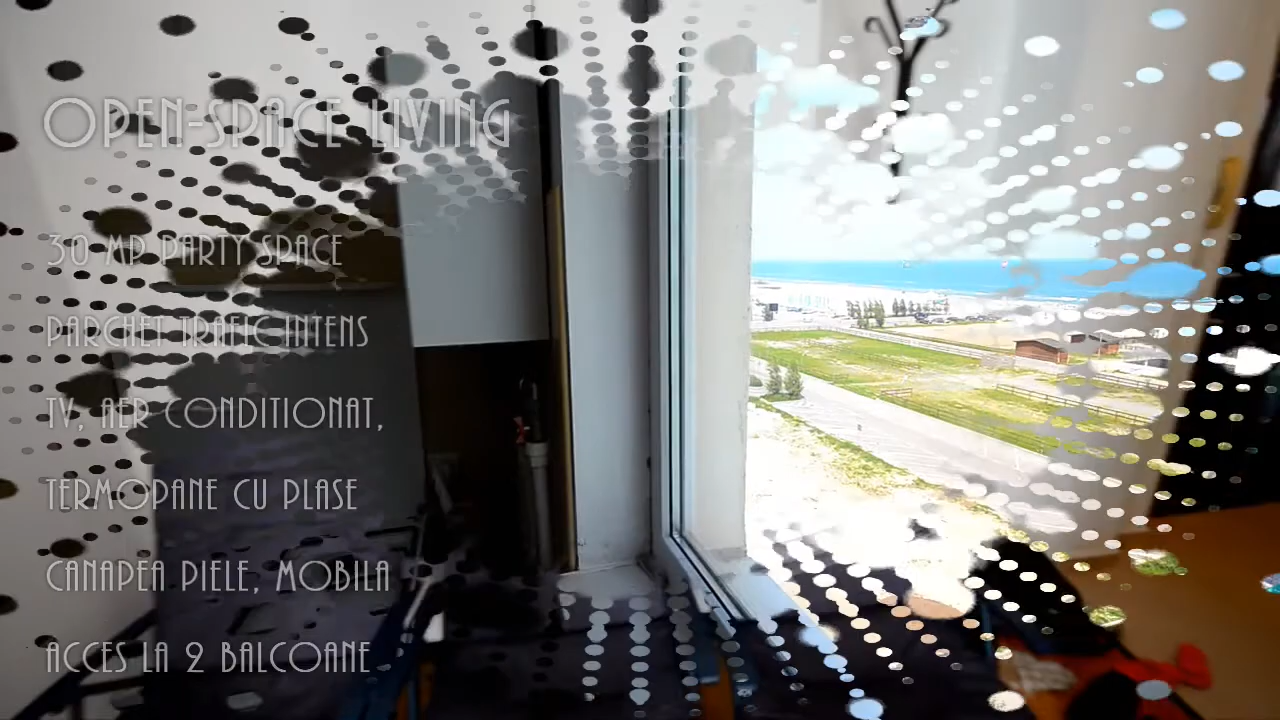 OPEN-SPACE LIVING
30 MP PARTY SPACE
PARCHET TRAFIC INTENS
TV, AER CONDITIONAT,
TERMOPANE CU PLASE
CANAPEA PIELE, MOBILA
ACCES LA 2 BALCOANE